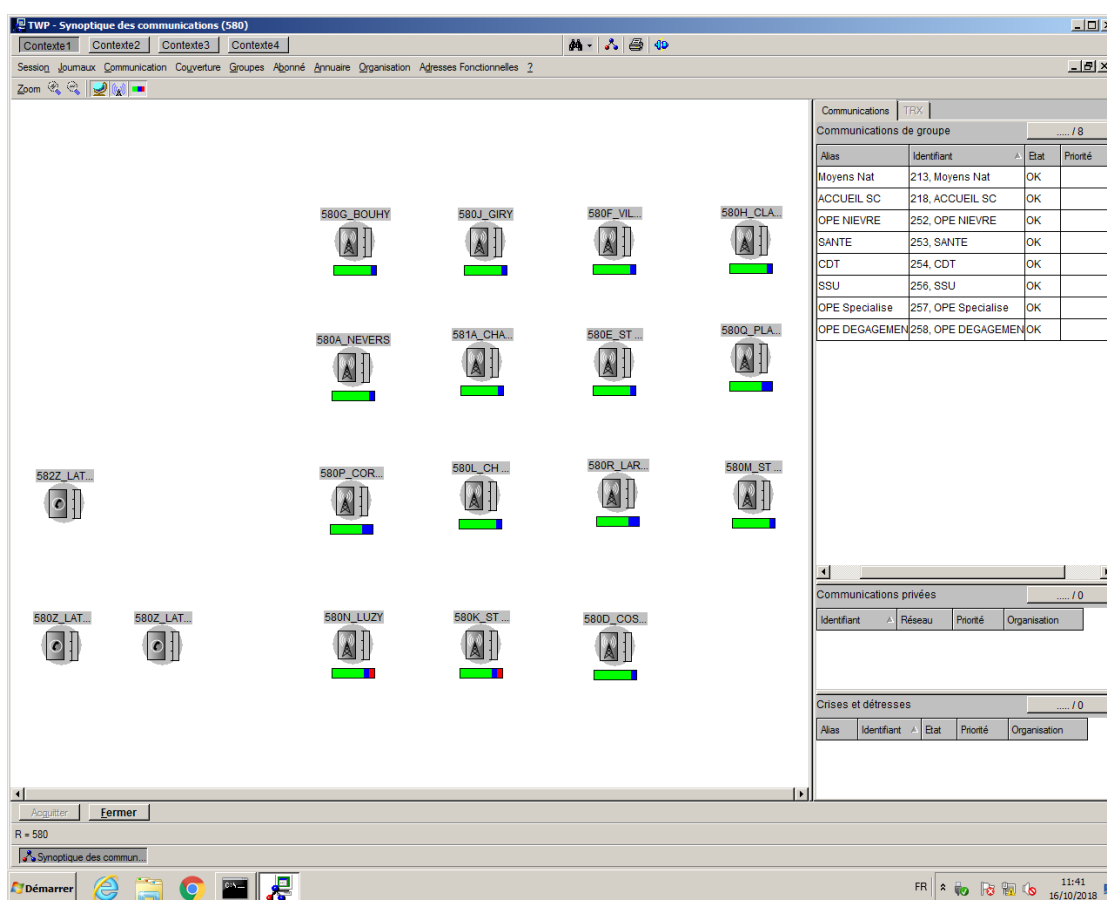 TWP - Synoptique des communications (580)
Contexte1 Contexte2 Contexte3 Contexte4
Session Journaux Communication Couverture Groupes Abonné Annuaire Organisation Adresses Fonctionnelles ?
Zoom
Communications TRX
Communications de groupe ..... / 8
Alias Identifiant Etat Priorité
Moyens Nat 213, Moyens Nat OK
ACCUEIL SC 218, ACCUEIL SC OK
OPE NIEVRE 252, OPE NIEVRE OK
SANTE 253, SANTE OK
CDT 254, CDT OK
SSU 256, SSU OK
OPE Specialise 257, OPE Specialise OK
OPE DEGAGEMEN 258, OPE DEGAGEMEN OK
580G_BOUHY 580J_GIRY 580F_VIL... 580H_CLA...
580A_NEVERS 581A_CHA... 580E_ST ... 580Q_PLA...
582Z_LAT... 580P_COR... 580L_CH ... 580R_LAR... 580M_ST ...
580Z_LAT... 580Z_LAT... 580N_LUZY 580K_ST ... 580D_COS...
Communications privées ..... / 0
Identifiant Réseau Priorité Organisation
Crises et détresses ..... / 0
Alias Identifiant Etat Priorité Organisation
Acquitter Fermer
R = 580
Synoptique des commun...
Démarrer FR 11:41
16/10/2018